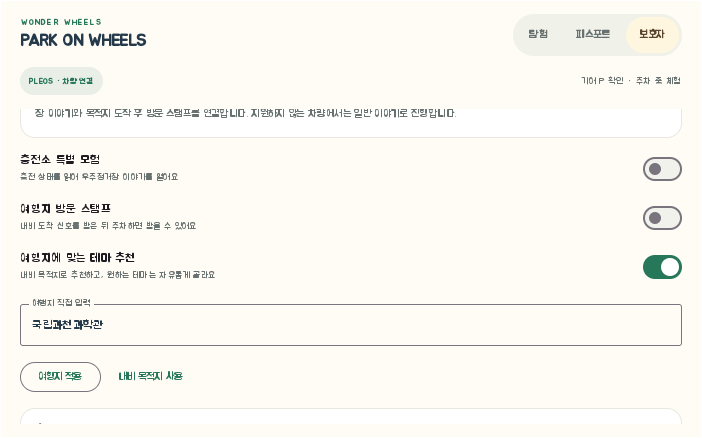 WONDER WHEELS
PARK ON WHEELS
탐험
패스포트
보호자
PLEOS · 차량 연결
기어 P 확인 · 주차 중 체험
장 이야기와 목적지 도착 후 방문 스탬프를 연결합니다. 지원하지 않는 차량에서는 일반 이야기로 진행합니다.
충전소 특별 모험
충전 상태를 읽어 우주정거장 이야기를 열어요
여행지 방문 스탬프
내비 도착 신호를 받은 뒤 주차하면 받을 수 있어요
여행지에 맞는 테마 추천
내비 목적지로 추천하고, 원하는 테마는 자유롭게 골라요
여행지 직접 입력
국립과천과학관
여행지 적용
내비 목적지 사용